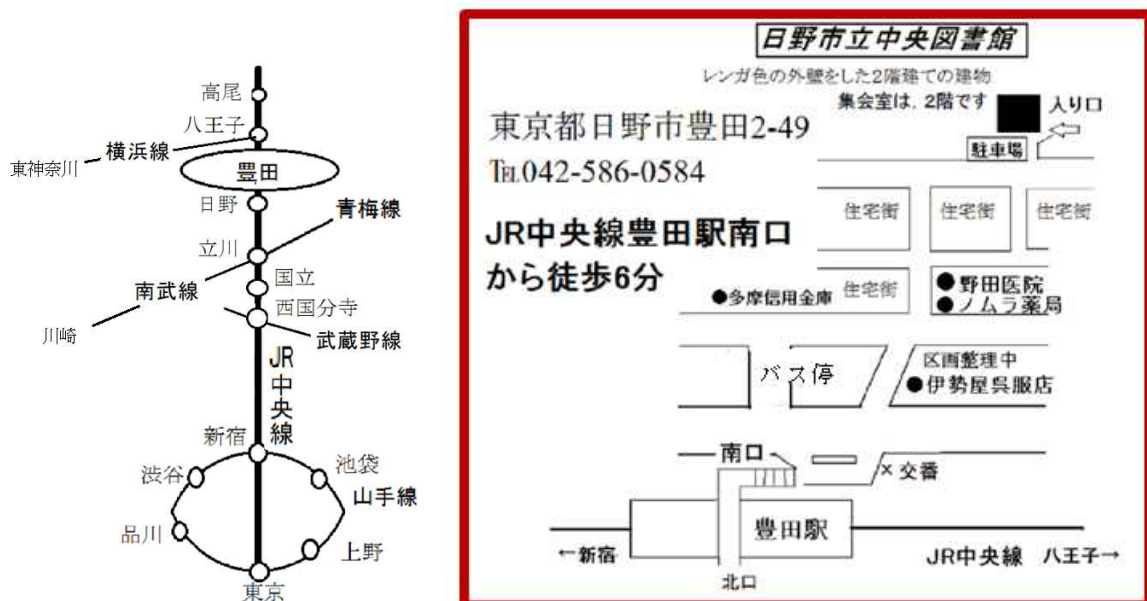 高尾
八王子
横浜線
東神奈川
豊田
日野
青梅線
立川
国立
南武線
西国分寺
川崎
武蔵野線
JR中央線
新宿
渋谷
池袋
山手線
品川
上野
東京
日野市立中央図書館
レンガ色の外壁をした2階建ての建物
集会室は、2階です
入り口
東京都日野市豊田2-49
℡042-586-0584
駐車場
JR中央線豊田駅南口
から徒歩6分
住宅街
住宅街
住宅街
●多摩信用金庫
住宅街
●野田医院
●ノムラ薬局
バス停
区画整理中
●伊勢屋呉服店
南口
×交番
豊田駅
←新宿
JR中央線 八王子→
北口